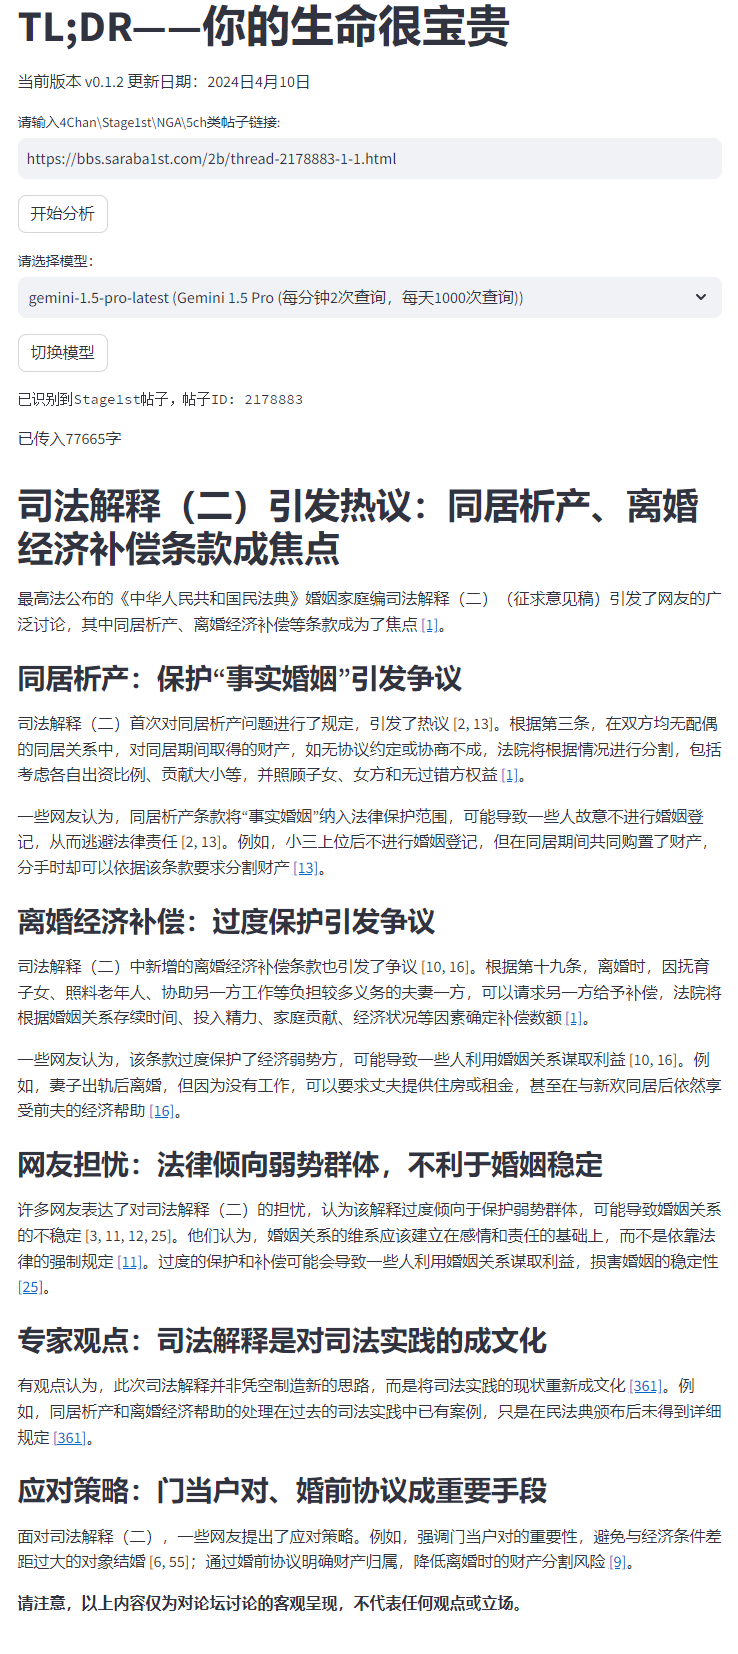 TL;DR——你的生命很宝贵
当前版本 v0.1.2 更新日期：2024日4月10日
请输入4Chan\Stage1st\NGA\5ch类帖子链接:
https://bbs.saraba1st.com/2b/thread-2178883-1-1.html
开始分析
请选择模型：
gemini-1.5-pro-latest (Gemini 1.5 Pro (每分钟2次查询，每天1000次查询))
切换模型
已识别到Stage1st帖子，帖子ID: 2178883
已传入77665字
司法解释（二）引发热议：同居析产、离婚
经济补偿条款成焦点
最高法公布的《中华人民共和国民法典》婚姻家庭编司法解释（二）（征求意见稿）引发了网友的广
泛讨论，其中同居析产、离婚经济补偿等条款成为了焦点 [1]。
同居析产：保护“事实婚姻”引发争议
司法解释（二）首次对同居析产问题进行了规定，引发了热议 [2, 13]。根据第三条，在双方均无配偶
的同居关系中，对同居期间取得的财产，如无协议约定或协商不成，法院将根据情况进行分割，包括
考虑各自出资比例、贡献大小等，并照顾子女、女方和无过错方权益 [1]。
一些网友认为，同居析产条款将“事实婚姻”纳入法律保护范围，可能导致一些人故意不进行婚姻登
记，从而逃避法律责任 [2, 13]。例如，小三上位后不进行婚姻登记，但在同居期间共同购置了财产，
分手时却可以依据该条款要求分割财产 [13]。
离婚经济补偿：过度保护引发争议
司法解释（二）中新增的离婚经济补偿条款也引发了争议 [10, 16]。根据第十九条，离婚时，因抚育
子女、照料老年人、协助另一方工作等负担较多义务的夫妻一方，可以请求另一方给予补偿，法院将
根据婚姻关系存续时间、投入精力、家庭贡献、经济状况等因素确定补偿数额 [1]。
一些网友认为，该条款过度保护了经济弱势方，可能导致一些人利用婚姻关系谋取利益 [10, 16]。例
如，妻子出轨后离婚，但因为没有工作，可以要求丈夫提供住房或租金，甚至在与新欢同居后依然享
受前夫的经济帮助 [16]。
网友担忧：法律倾向弱势群体，不利于婚姻稳定
许多网友表达了对司法解释（二）的担忧，认为该解释过度倾向于保护弱势群体，可能导致婚姻关系
的不稳定 [3, 11, 12, 25]。他们认为，婚姻关系的维系应该建立在感情和责任的基础上，而不是依靠法
律的强制规定 [11]。过度的保护和补偿可能会导致一些人利用婚姻关系谋取利益，损害婚姻的稳定性
[25]。
专家观点：司法解释是对司法实践的成文化
有观点认为，此次司法解释并非凭空制造新的思路，而是将司法实践的现状重新成文化 [361]。例
如，同居析产和离婚经济帮助的处理在过去的司法实践中已有案例，只是在民法典颁布后未得到详细
规定 [361]。
应对策略：门当户对、婚前协议成重要手段
面对司法解释（二），一些网友提出了应对策略。例如，强调门当户对的重要性，避免与经济条件差
距过大的对象结婚 [6, 55]；通过婚前协议明确财产归属，降低离婚时的财产分割风险 [9]。
请注意，以上内容仅为对论坛讨论的客观呈现，不代表任何观点或立场。